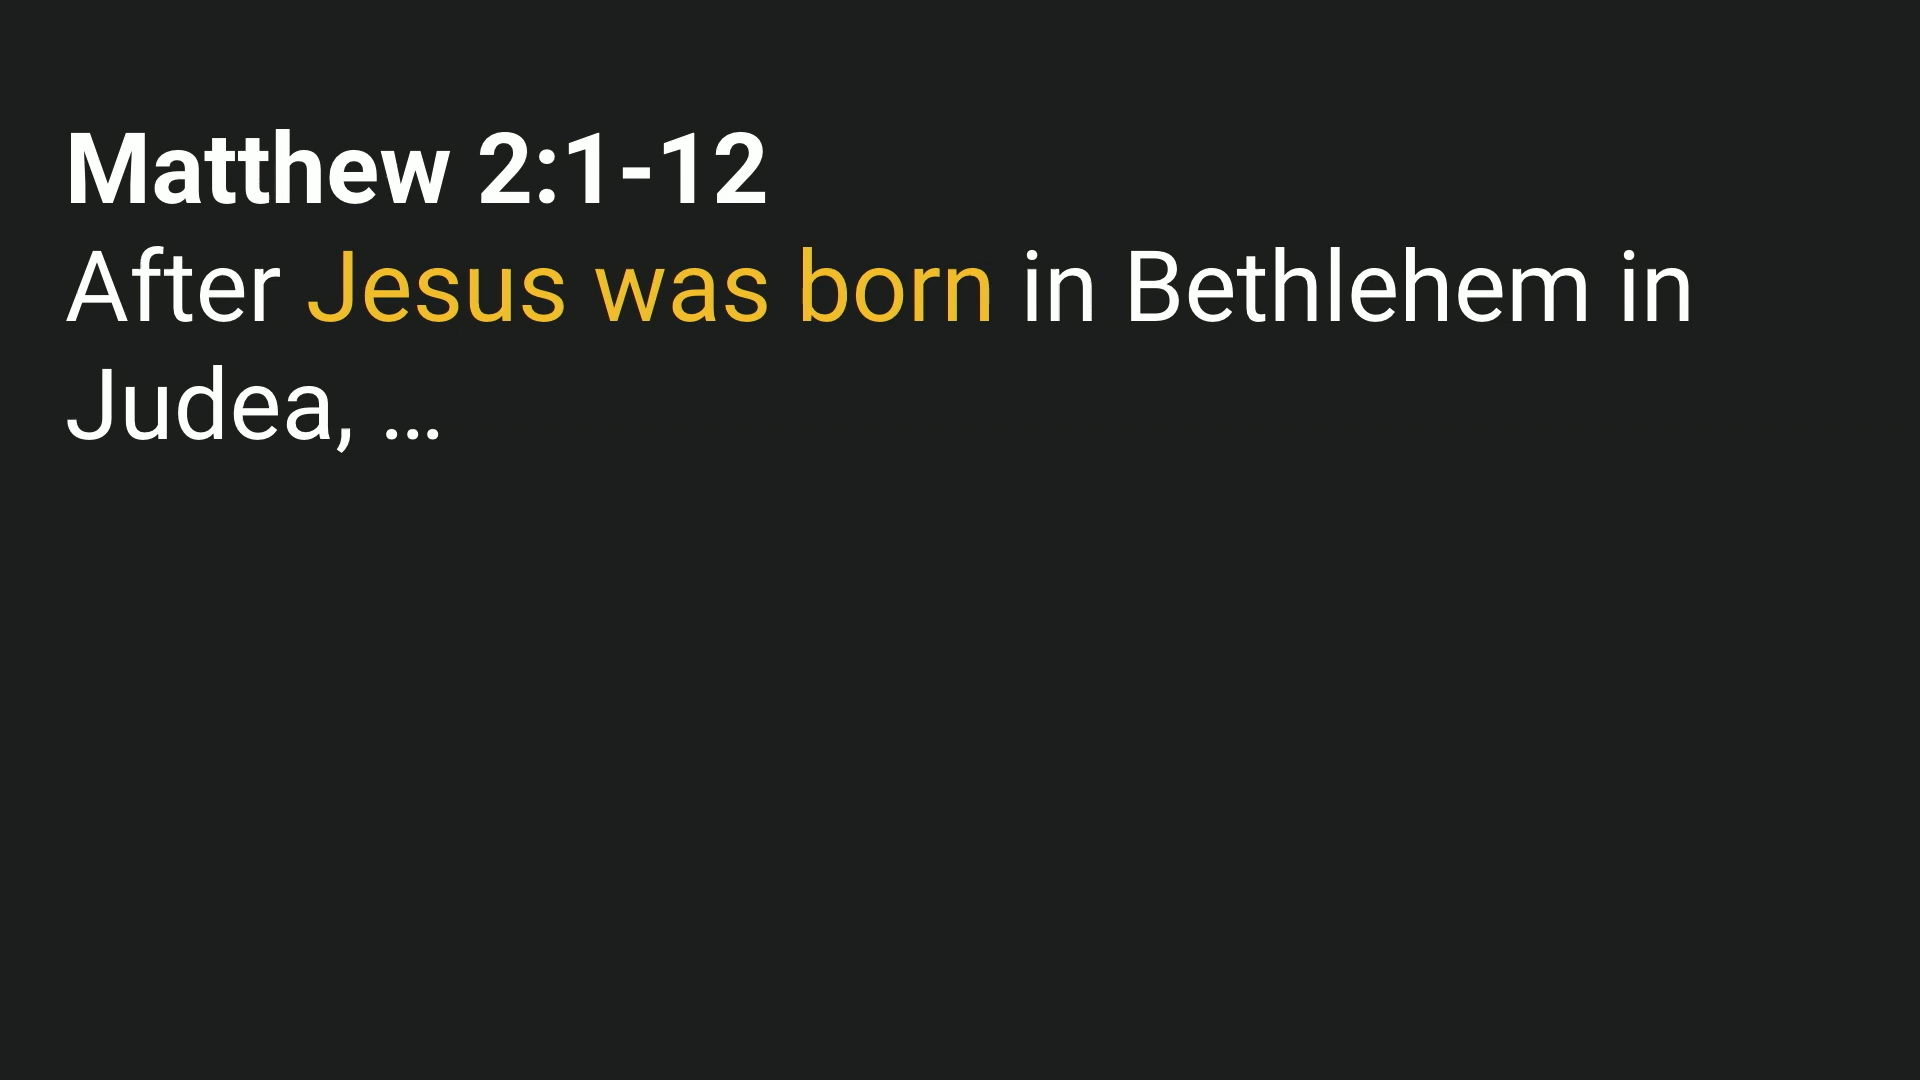 Matthew 2:1-12
After Jesus was born in Bethlehem in
Judea, ...